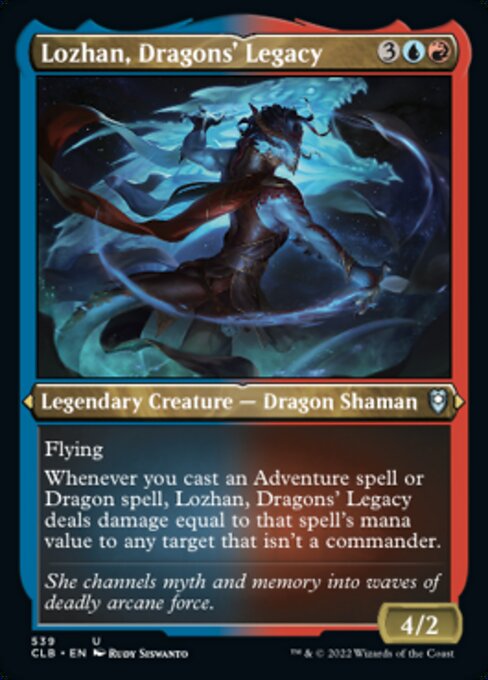 Lozhan, Dragons' Legacy 3
Legendary Creature — Dragon Shaman
Flying
Whenever you cast an Adventure spell or
Dragon spell, Lozhan, Dragons' Legacy
deals damage equal to that spell's mana
value to any target that isn't a commander.
She channels myth and memory into waves of
deadly arcane force.
4/2
539 U
CLB • EN Rudy Siswanto ™ & © 2022 Wizards of the Coast